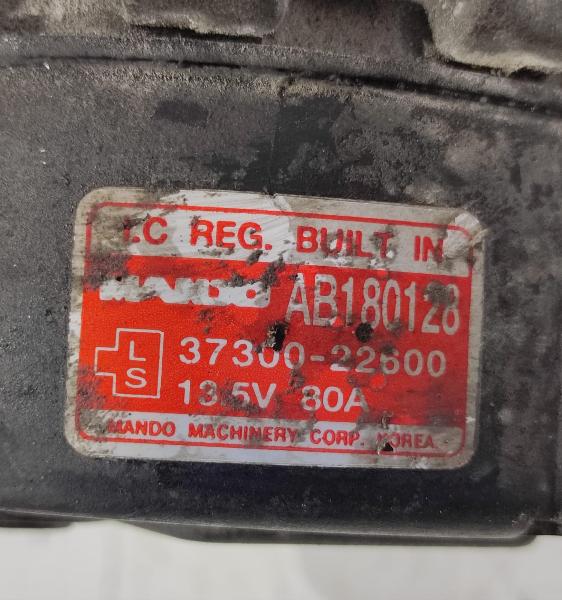 I.C REG. BUILT IN
MANDO AB180128
L
S
37300-22600
13.5V 80A
MANDO MACHINERY CORP. KOREA